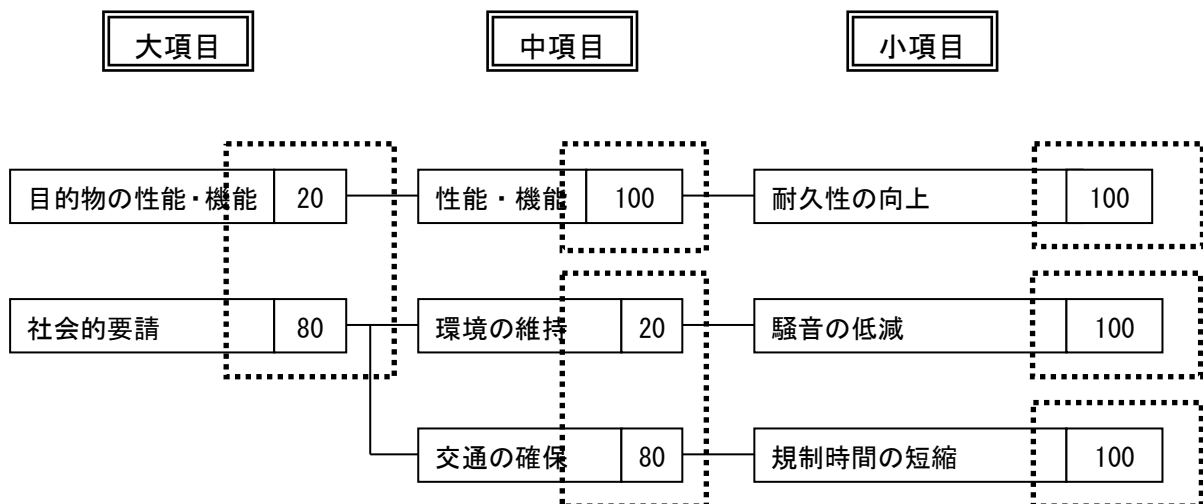 大項目 中項目 小項目
目的物の性能・機能 20 性能・機能 100 耐久性の向上 100
社会的要請 80 環境の維持 20 騒音の低減 100
交通の確保 80 規制時間の短縮 100